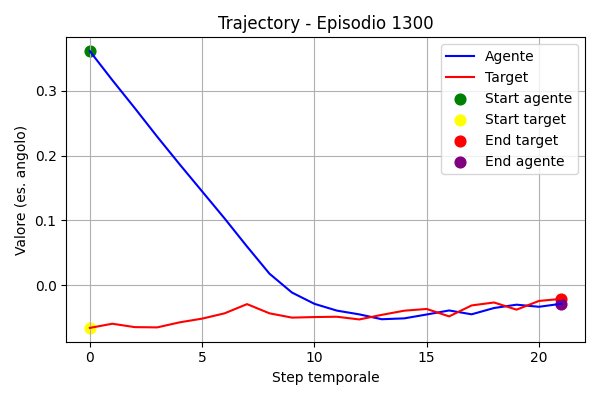 Trajectory - Episodio 1300
Agente
Target
Start agente
Start target
End target
End agente
Valore (es. angolo)
0.3
0.2
0.1
0.0
0
5
10
15
20
Step temporale